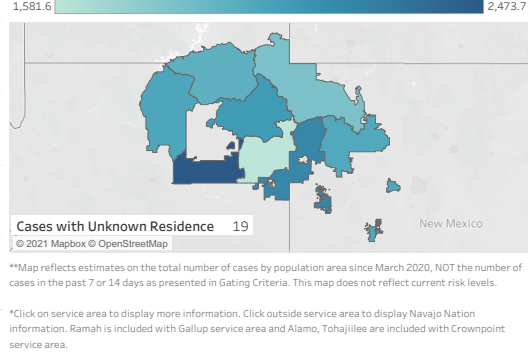 1,581.6 2,473.7
New Mexico
Cases with Unknown Residence 19
© 2021 Mapbox © OpenStreetMap
**Map reflects estimates on the total number of cases by population area since March 2020, NOT the number of
cases in the past 7 or 14 days as presented in Gating Criteria. This map does not reflect current risk levels.
*Click on service area to display more information. Click outside service area to display Navajo Nation
information. Ramah is included with Gallup service area and Alamo, Tohajiilee are included with Crownpoint
service area.